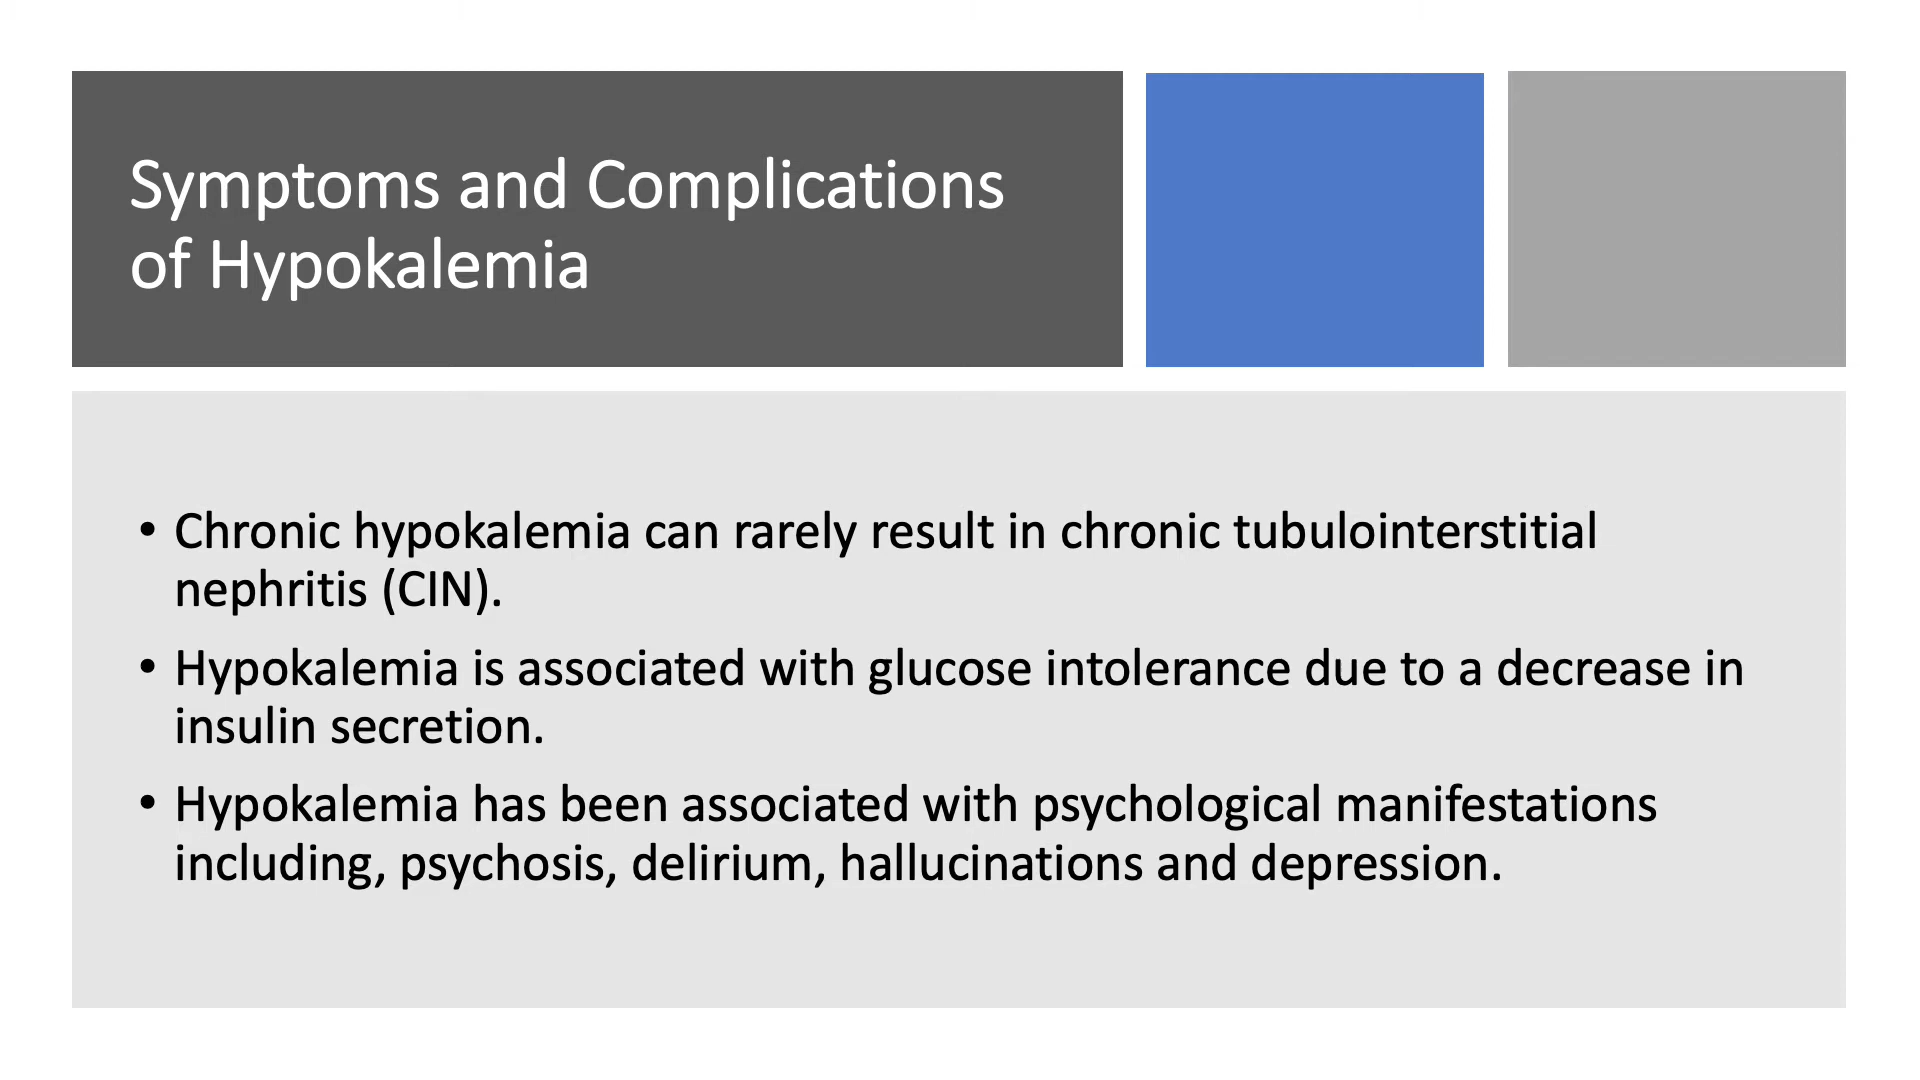 Symptoms and Complications
of Hypokalemia
• Chronic hypokalemia can rarely result in chronic tubulointerstitial
nephritis (CIN).
• Hypokalemia is associated with glucose intolerance due to a decrease in
insulin secretion.
• Hypokalemia has been associated with psychological manifestations
including, psychosis, delirium, hallucinations and depression.